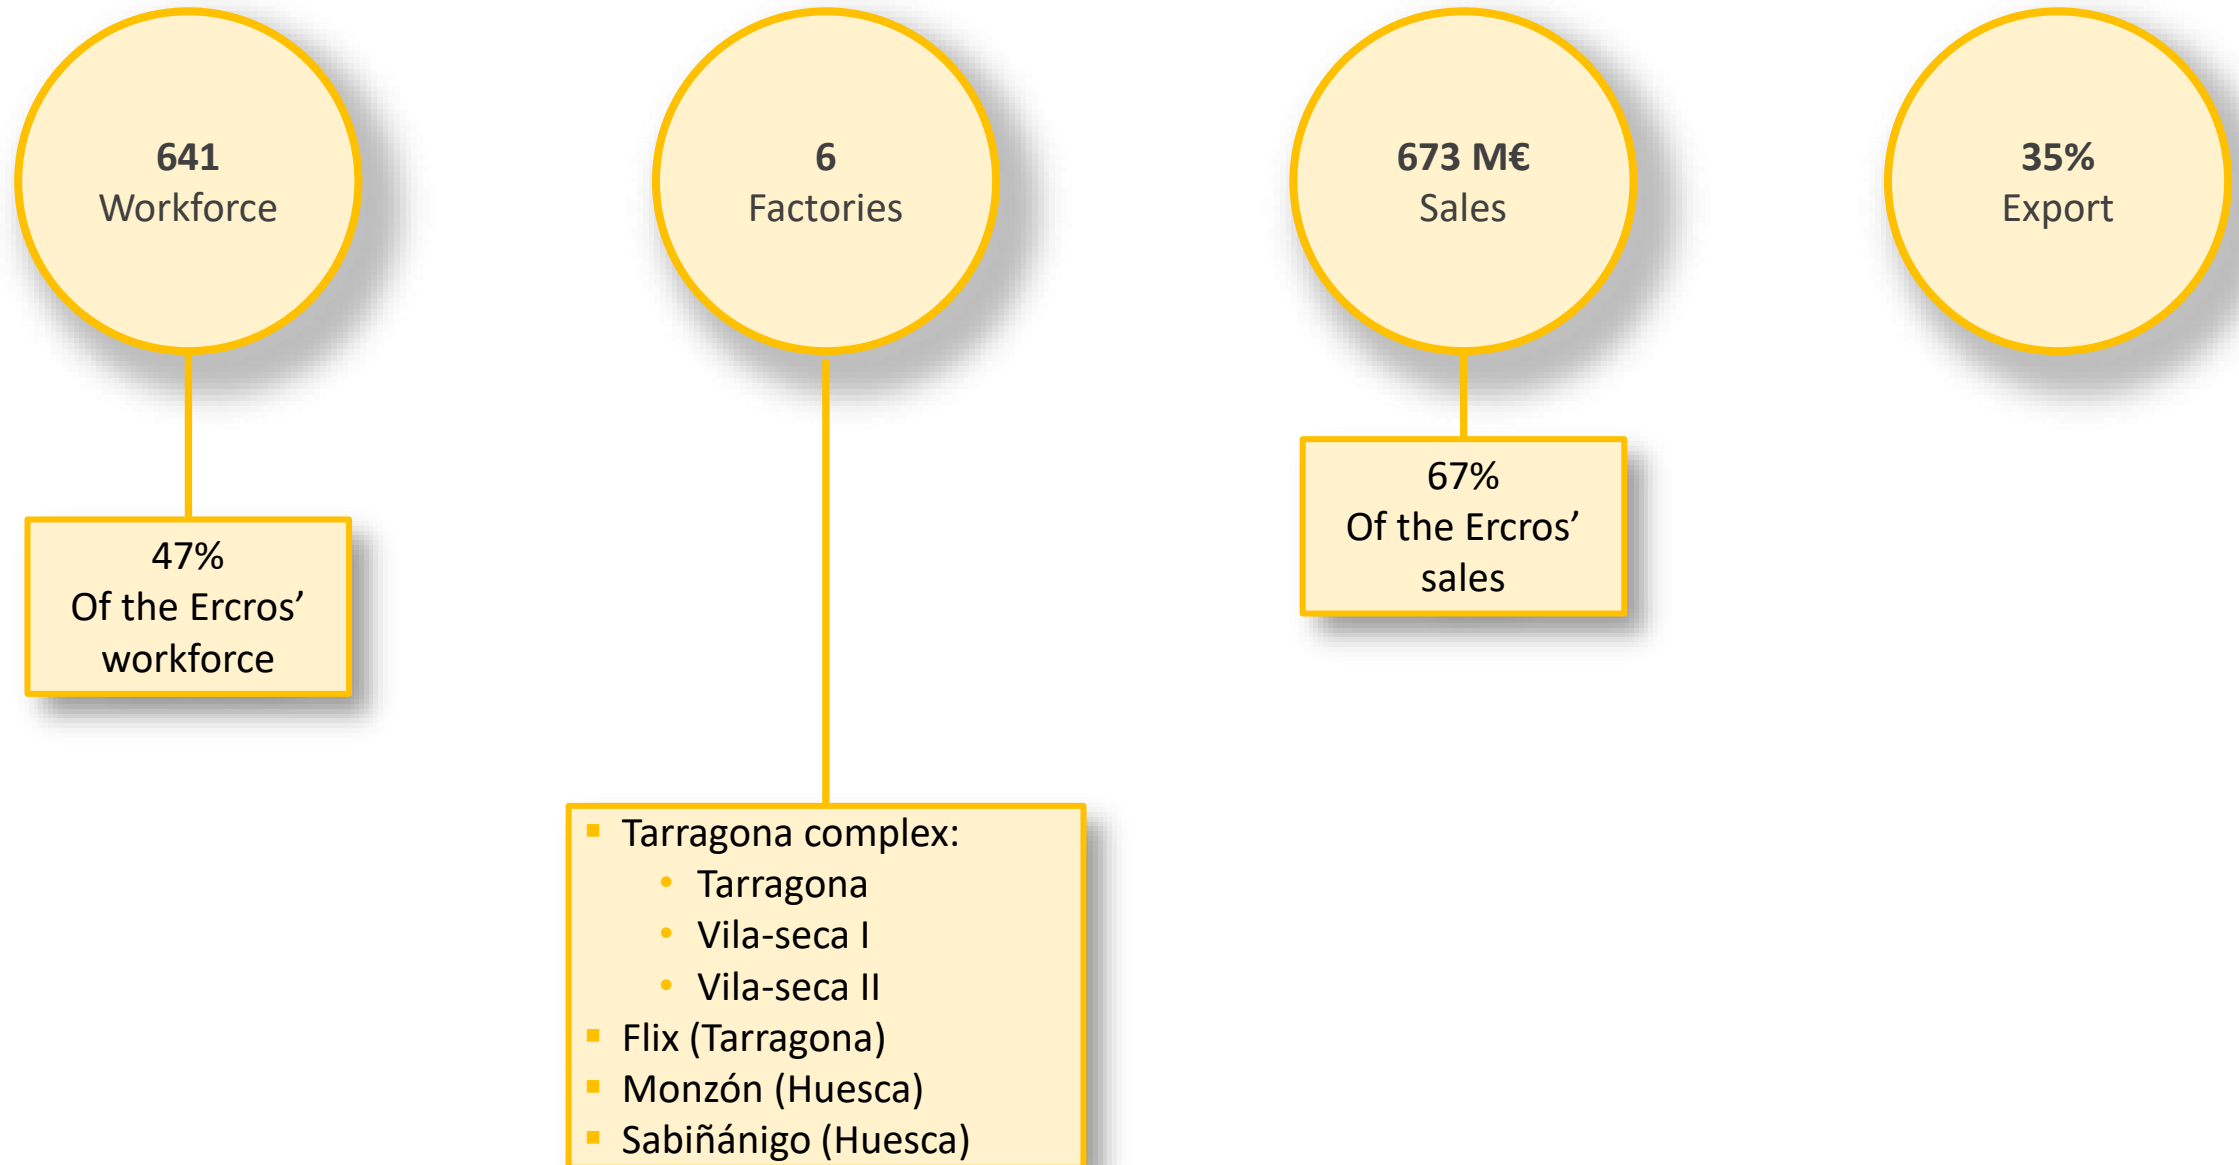 641
Workforce
6
Factories
673 M€
Sales
35%
Export
47%
Of the Ercros’
workforce
67%
Of the Ercros’
sales
▪ Tarragona complex:
• Tarragona
• Vila-seca I
• Vila-seca II
▪ Flix (Tarragona)
▪ Monzón (Huesca)
▪ Sabiñánigo (Huesca)